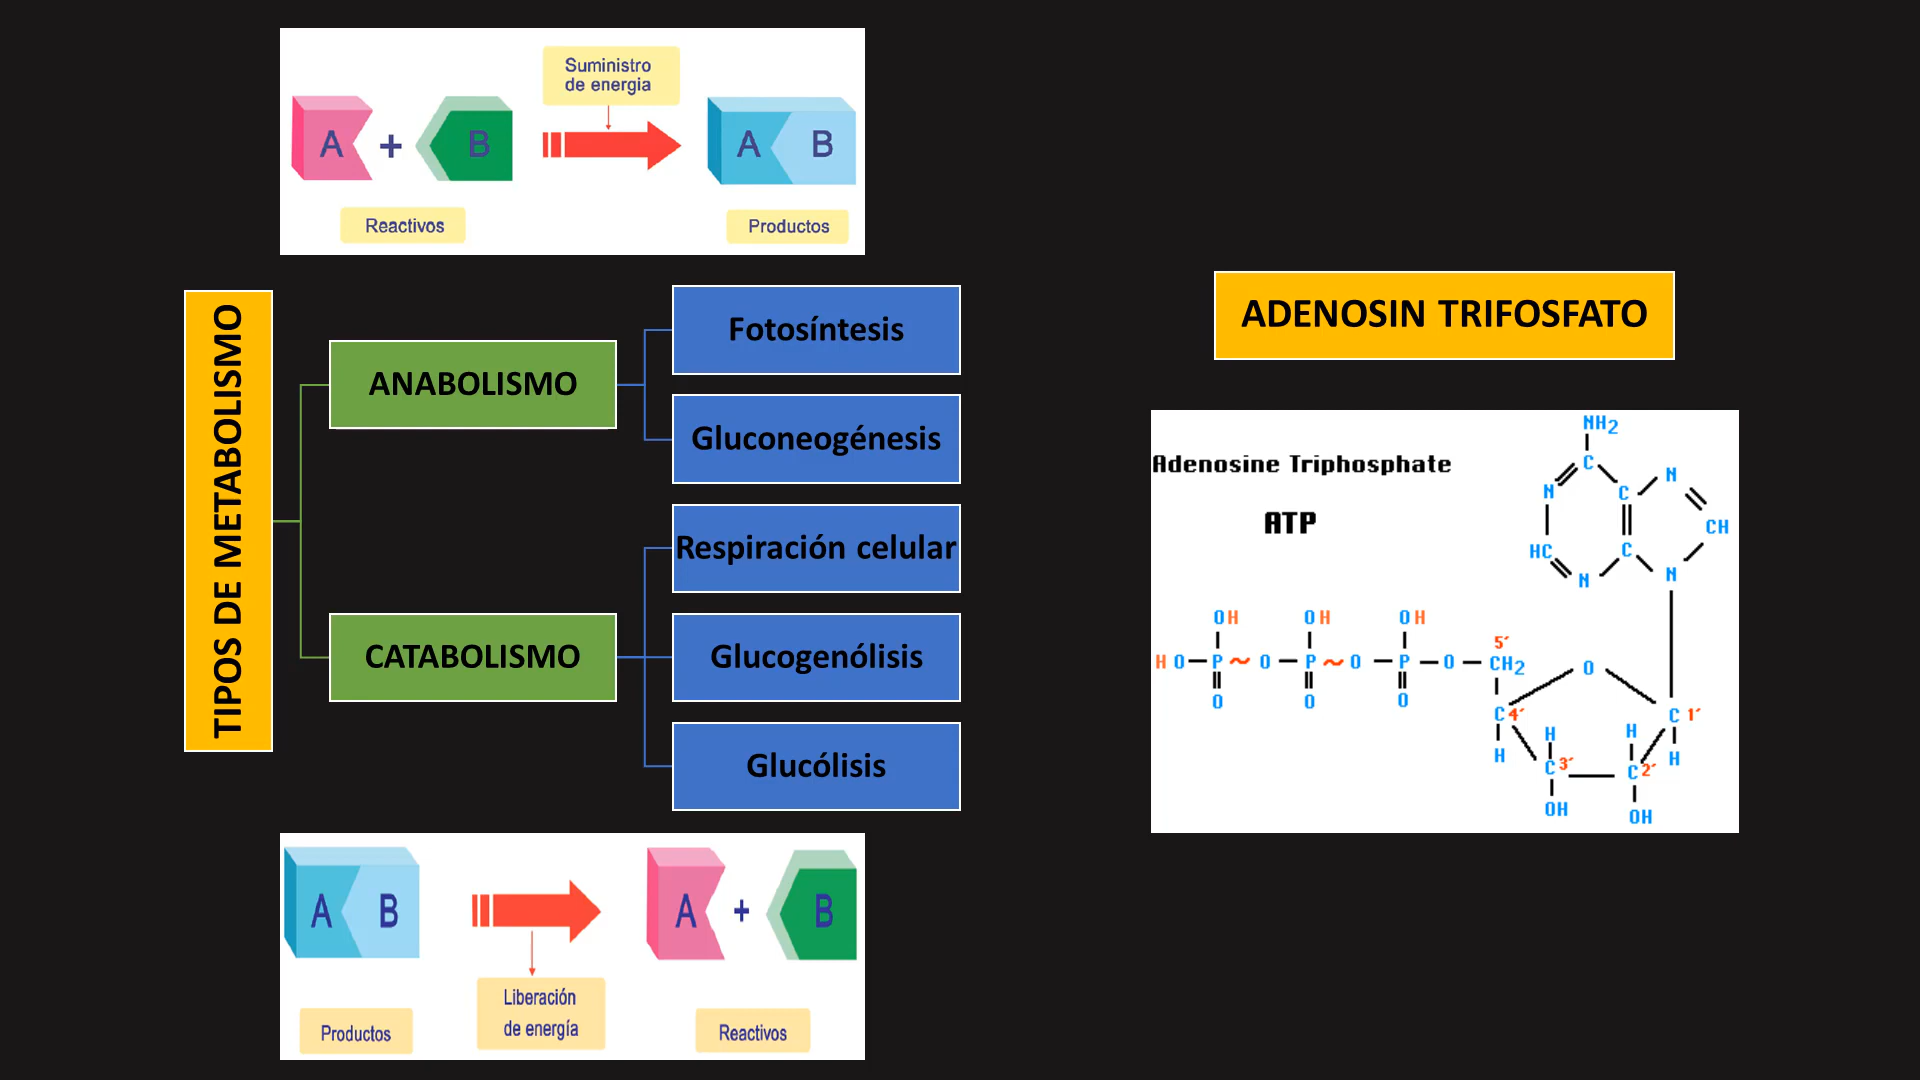 Suministro
de energia
A + B
A B
Reactivos
Productos
TIPOS DE METABOLISMO
ANABOLISMO
Fotosíntesis
Gluconeogénesis
CATABOLISMO
Respiración celular
Glucogenólisis
Glucólisis
A B
A + B
Liberación
de energía
Productos
Reactivos
ADENOSIN TRIFOSFATO
Adenosine Triphosphate
ATP
NH2
C
N
N
C
CH
HC
C
N
N
OH
OH
OH
5´
HO P ~ O P ~ O P O CH2
O
O
O
O
C 4´
C 1´
H
H
H
H
C 3´
C 2´
OH
OH